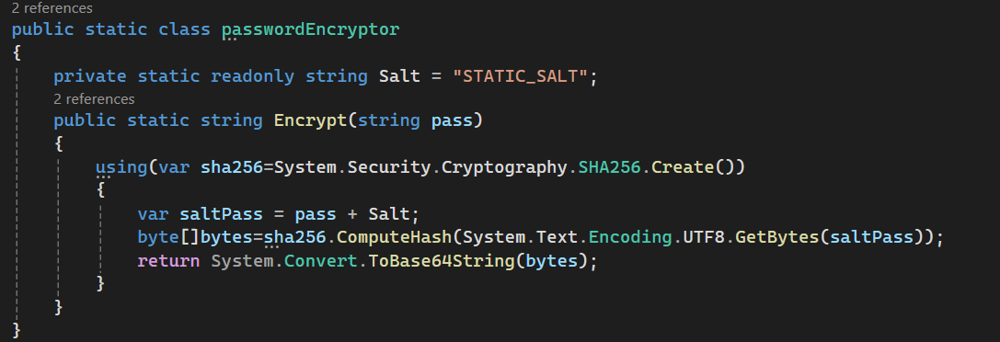 2 references
public static class passwordEncryptor
{
private static readonly string Salt = "STATIC_SALT";
2 references
public static string Encrypt(string pass)
{
using(var sha256=System.Security.Cryptography.SHA256.Create())
{
var saltPass = pass + Salt;
byte[]bytes=sha256.ComputeHash(System.Text.Encoding.UTF8.GetBytes(saltPass));
return System.Convert.ToBase64String(bytes);
}
}
}